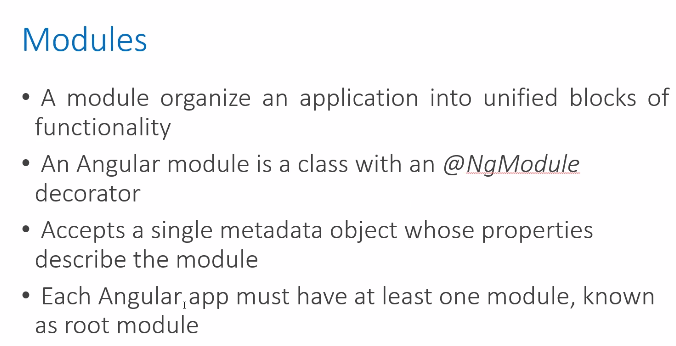 Modules
• A module organize an application into unified blocks of
functionality
• An Angular module is a class with an @NgModule
decorator
• Accepts a single metadata object whose properties
describe the module
• Each Angular app must have at least one module, known
as root module